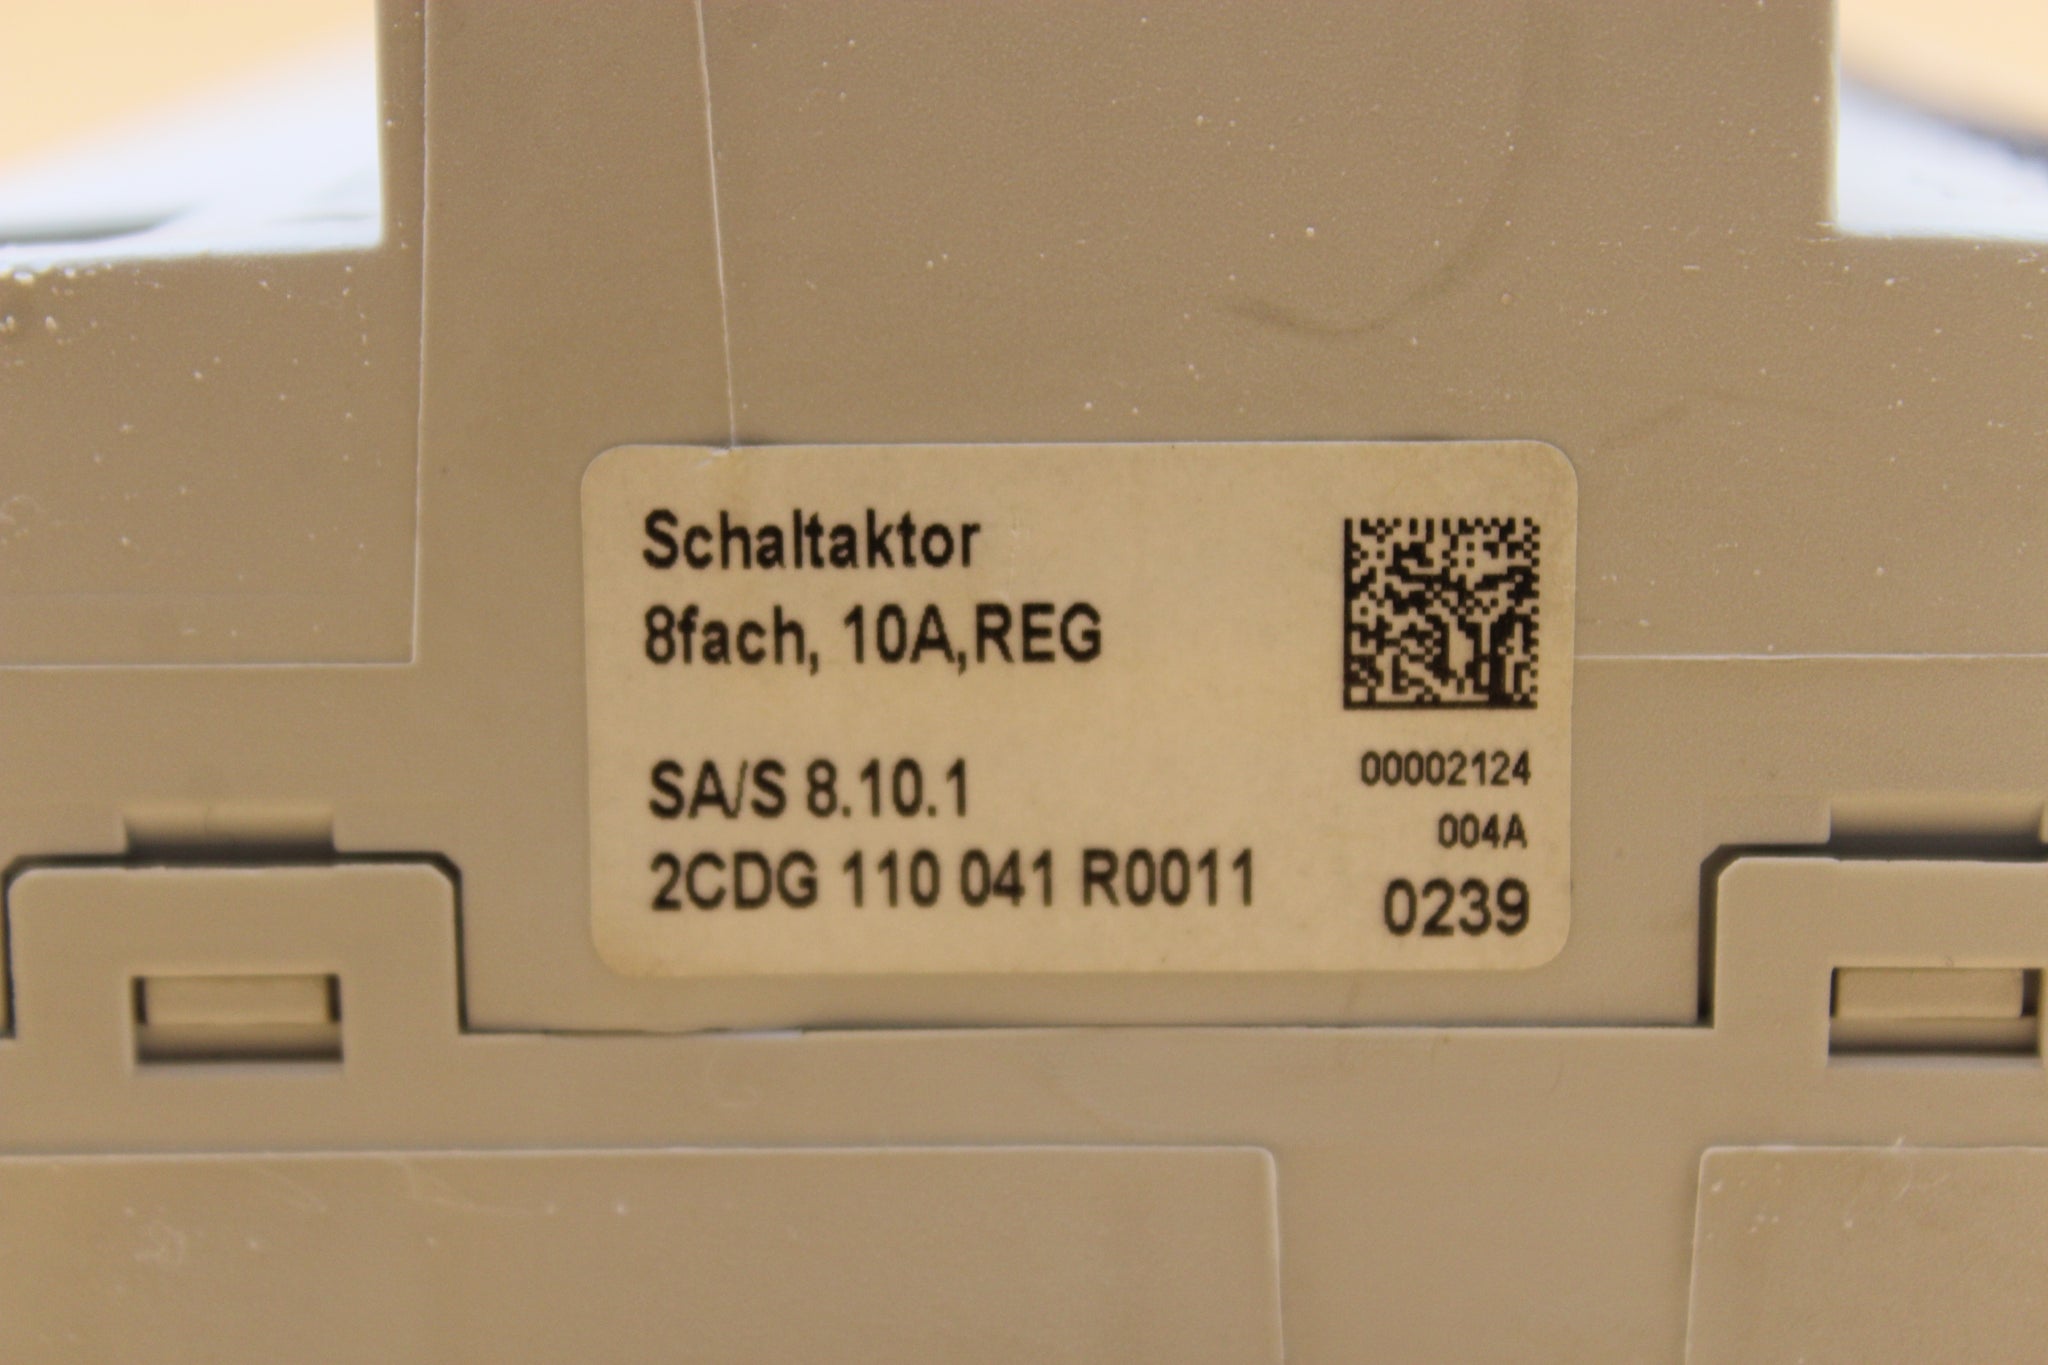 Schaltaktor
8fach, 10A,REG
SA/S 8.10.1
2CDG 110 041 R0011
00002124
004A
0239